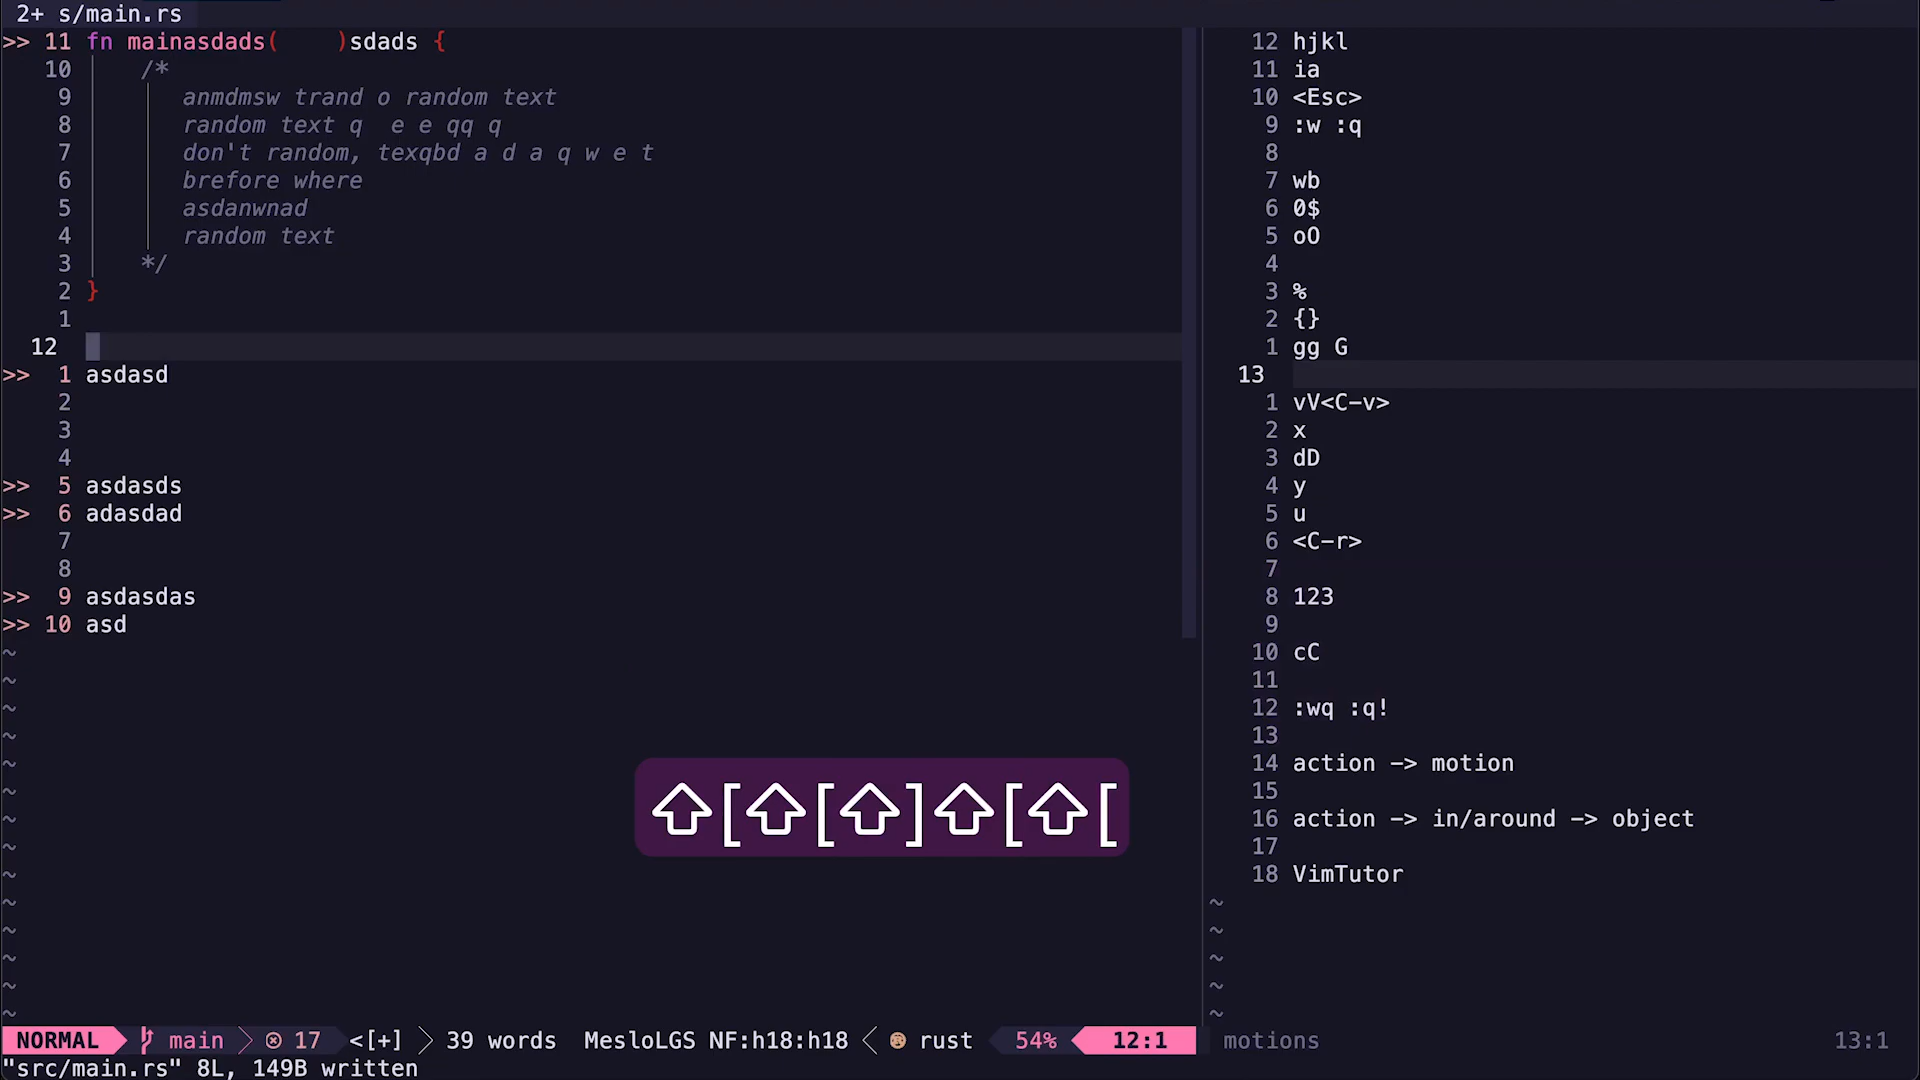 2+ s/main.rs
>> 11 fn mainasdads(    )sdads {
10 /*
9 anmdmsw trand o random text
8 random text q  e e qq q
7 don't random, texqbd a d a q w e t
6 brefore where
5 asdanwnad
4 random text
3 */
2 }
1
12
>> 1 asdasd
2
3
4
>> 5 asdasds
>> 6 adasdad
7
8
>> 9 asdasdas
>> 10 asd
~
~
~
~
~
~
~
~
~
~
~
~
~
~
12 hjkl
11 ia
10 <Esc>
9 :w :q
8
7 wb
6 0$
5 oO
4
3 %
2 {}
1 gg G
13
1 vV<C-v>
2 x
3 dD
4 y
5 u
6 <C-r>
7
8 123
9
10 cC
11
12 :wq :q!
13
14 action -> motion
15
16 action -> in/around -> object
17
18 VimTutor
~
~
~
~
~
⇧[⇧[⇧]⇧[⇧[
NORMAL main 17 <[+] 39 words MesloLGS NF:h18:h18 rust 54% 12:1 motions 13:1
"src/main.rs" 8L, 149B written